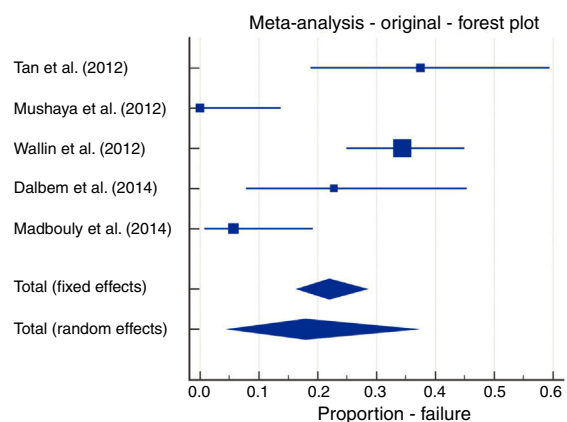 Meta-analysis - original - forest plot
Tan et al. (2012)
Mushaya et al. (2012)
Wallin et al. (2012)
Dalbem et al. (2014)
Madbouly et al. (2014)
Total (fixed effects)
Total (random effects)
0.0 0.1 0.2 0.3 0.4 0.5 0.6
Proportion - failure